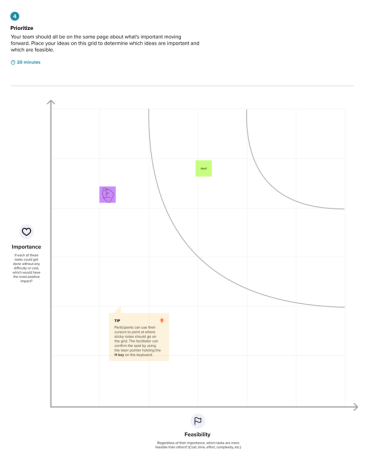 4
Prioritize
Your team should all be on the same page about what's important moving
forward. Place your ideas on this grid to determine which ideas are important and
which are feasible.
20 minutes
Importance
If each of these
tasks could get
done without any
difficulty or cost,
which would have
the most positive
impact?
TIP
Participants can use their
cursors to point at where
sticky notes should go on
the grid. The facilitator can
confirm the spot by using
the laser pointer holding the
H key on the keyboard.
Feasibility
Regardless of their importance, which tasks are more
feasible than others? (Cost, time, effort, complexity, etc.)